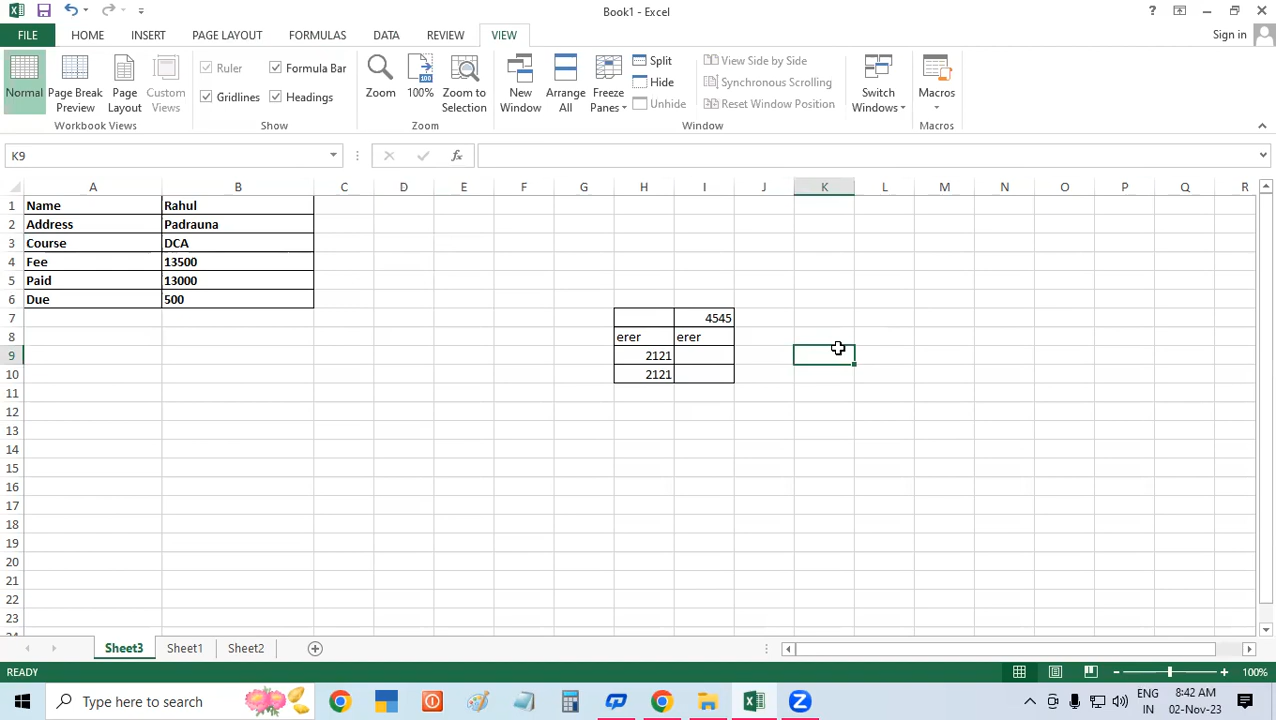 Book1 - Excel
?
FILE HOME INSERT PAGE LAYOUT FORMULAS DATA REVIEW VIEW Sign in
Normal Page Break Preview Page Layout Custom Views
Workbook Views
Ruler Formula Bar
Gridlines Headings
Show
Zoom 100% Zoom to Selection
Zoom
New Window Arrange All Freeze Panes
Split
Hide
Unhide
View Side by Side
Synchronous Scrolling
Reset Window Position
Window
Switch Windows
Macros
Macros
K9 fx
A B C D E F G H I J K L M N O P Q R
1 Name Rahul
2 Address Padrauna
3 Course DCA
4 Fee 13500
5 Paid 13000
6 Due 500
7 4545
8 erer erer
9 2121
10 2121
11
12
13
14
15
16
17
18
19
20
21
22
23
24
Sheet3 Sheet1 Sheet2
READY 100%
Type here to search
ENG 8:42 AM
IN 02-Nov-23